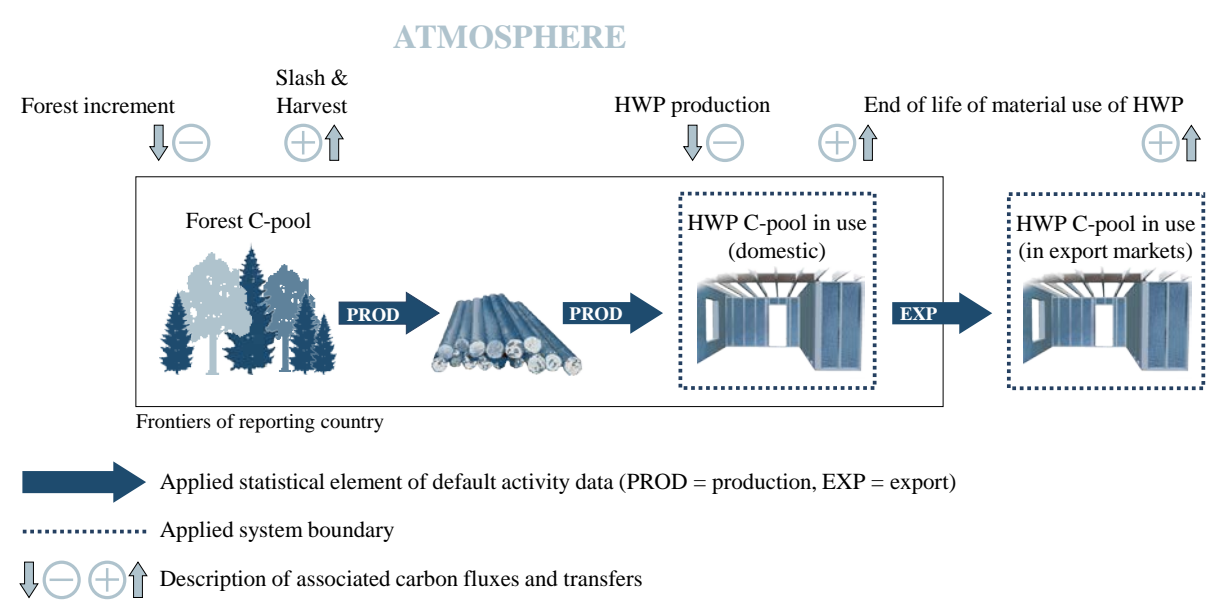 ATMOSPHERE
Slash &
Forest increment
Harvest
HWP production
End of life of material use of HWP
Forest C-pool
HWP C-pool in use
(domestic)
HWP C-pool in use
(in export markets)
PROD
PROD
EXP
Frontiers of reporting country
Applied statistical element of default activity data (PROD = production, EXP = export)
Applied system boundary
Description of associated carbon fluxes and transfers